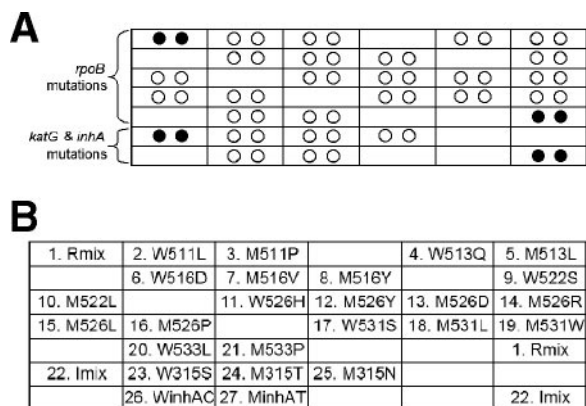 A
rpoB
mutations
katG & inhA
mutations
B
1. Rmix 2. W511L 3. M511P 4. W513Q 5. M513L
6. W516D 7. M516V 8. M516Y 9. W522S
10. M522L 11. W526H 12. M526Y 13. M526D 14. M526R
15. M526L 16. M526P 17. W531S 18. M531L 19. M531W
20. W533L 21. M533P 1. Rmix
22. Imix 23. W315S 24. M315T 25. M315N
26. WinhAC 27. MinhAT 22. Imix